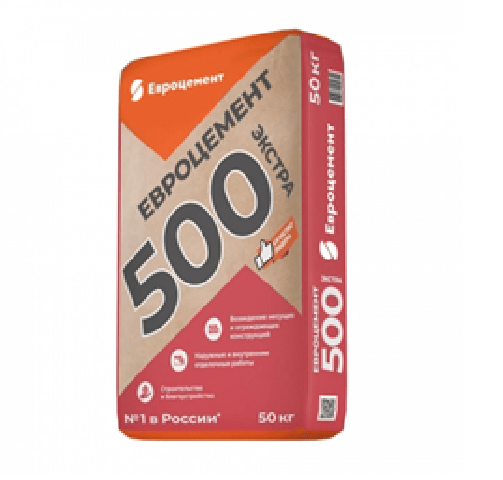 Евроцемент
ЕВРОЦЕМЕНТ
500
ЭКСТРА
Возведение несущих
и ограждающих
конструкций
Наружные и внутренние
отделочные работы
Строительство
и благоустройство
№1 в России*
50 кг
50 кг
Евроцемент
ЕВРОЦЕМЕНТ
500
ЭКСТРА